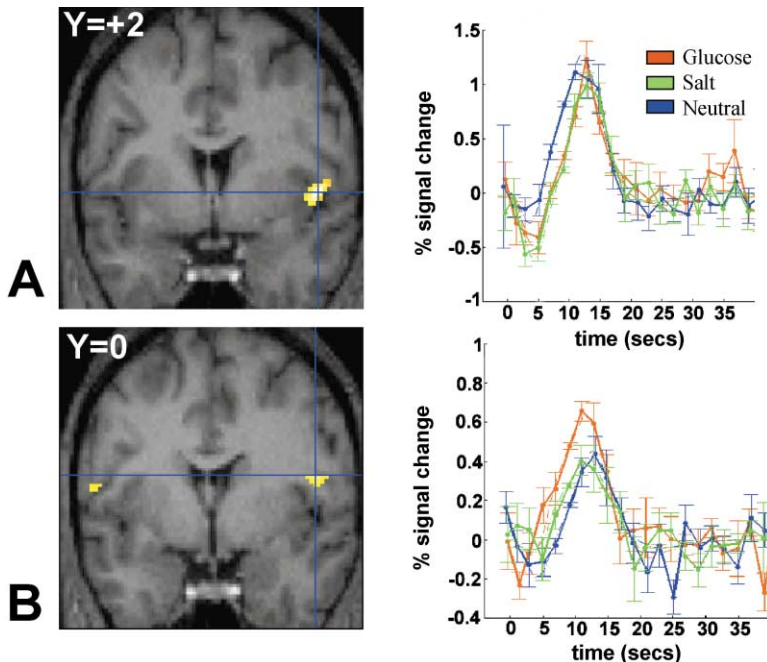 Y=+2
A
% signal change
1.5
1
0.5
0
-0.5
-1
Glucose
Salt
Neutral
0 5 10 15 20 25 30 35
time (secs)
Y=0
B
% signal change
1
0.8
0.6
0.4
0.2
0
-0.2
-0.4
0 5 10 15 20 25 30 35
time (secs)